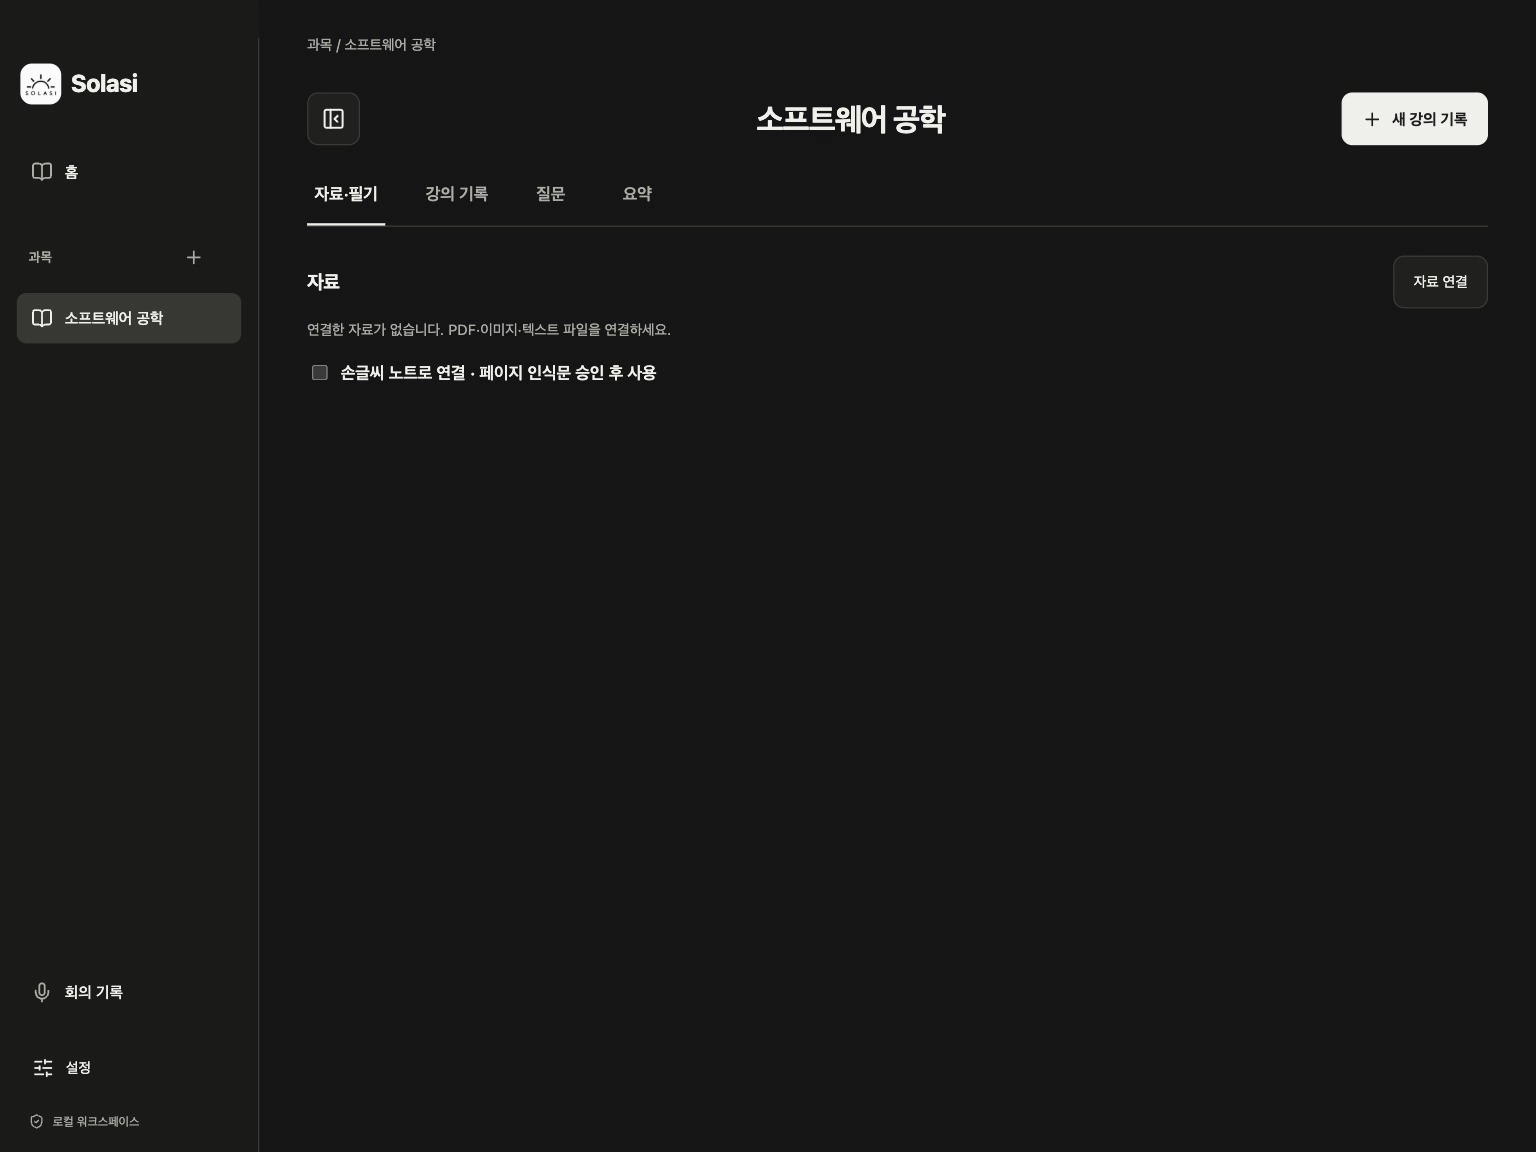 SOLASI
Solasi
홈
과목
소프트웨어 공학
회의 기록
설정
로컬 워크스페이스
과목 / 소프트웨어 공학
소프트웨어 공학
새 강의 기록
자료·필기
강의 기록
질문
요약
자료
자료 연결
연결한 자료가 없습니다. PDF·이미지·텍스트 파일을 연결하세요.
손글씨 노트로 연결 · 페이지 인식문 승인 후 사용